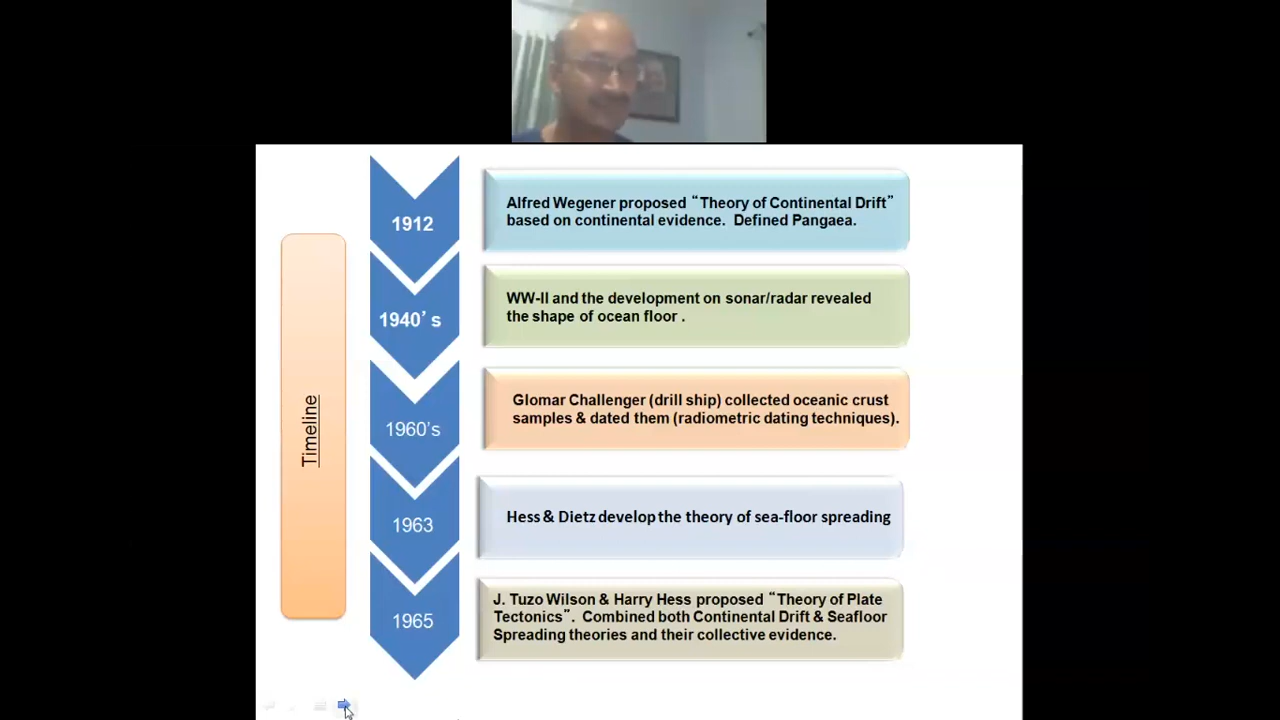 Timeline
1912
Alfred Wegener proposed “Theory of Continental Drift”
based on continental evidence.  Defined Pangaea.
1940’ s
WW-II and the development on sonar/radar revealed
the shape of ocean floor .
1960’s
Glomar Challenger (drill ship) collected oceanic crust
samples & dated them (radiometric dating techniques).
1963
Hess & Dietz develop the theory of sea-floor spreading
1965
J. Tuzo Wilson & Harry Hess proposed “Theory of Plate
Tectonics”.  Combined both Continental Drift & Seafloor
Spreading theories and their collective evidence.